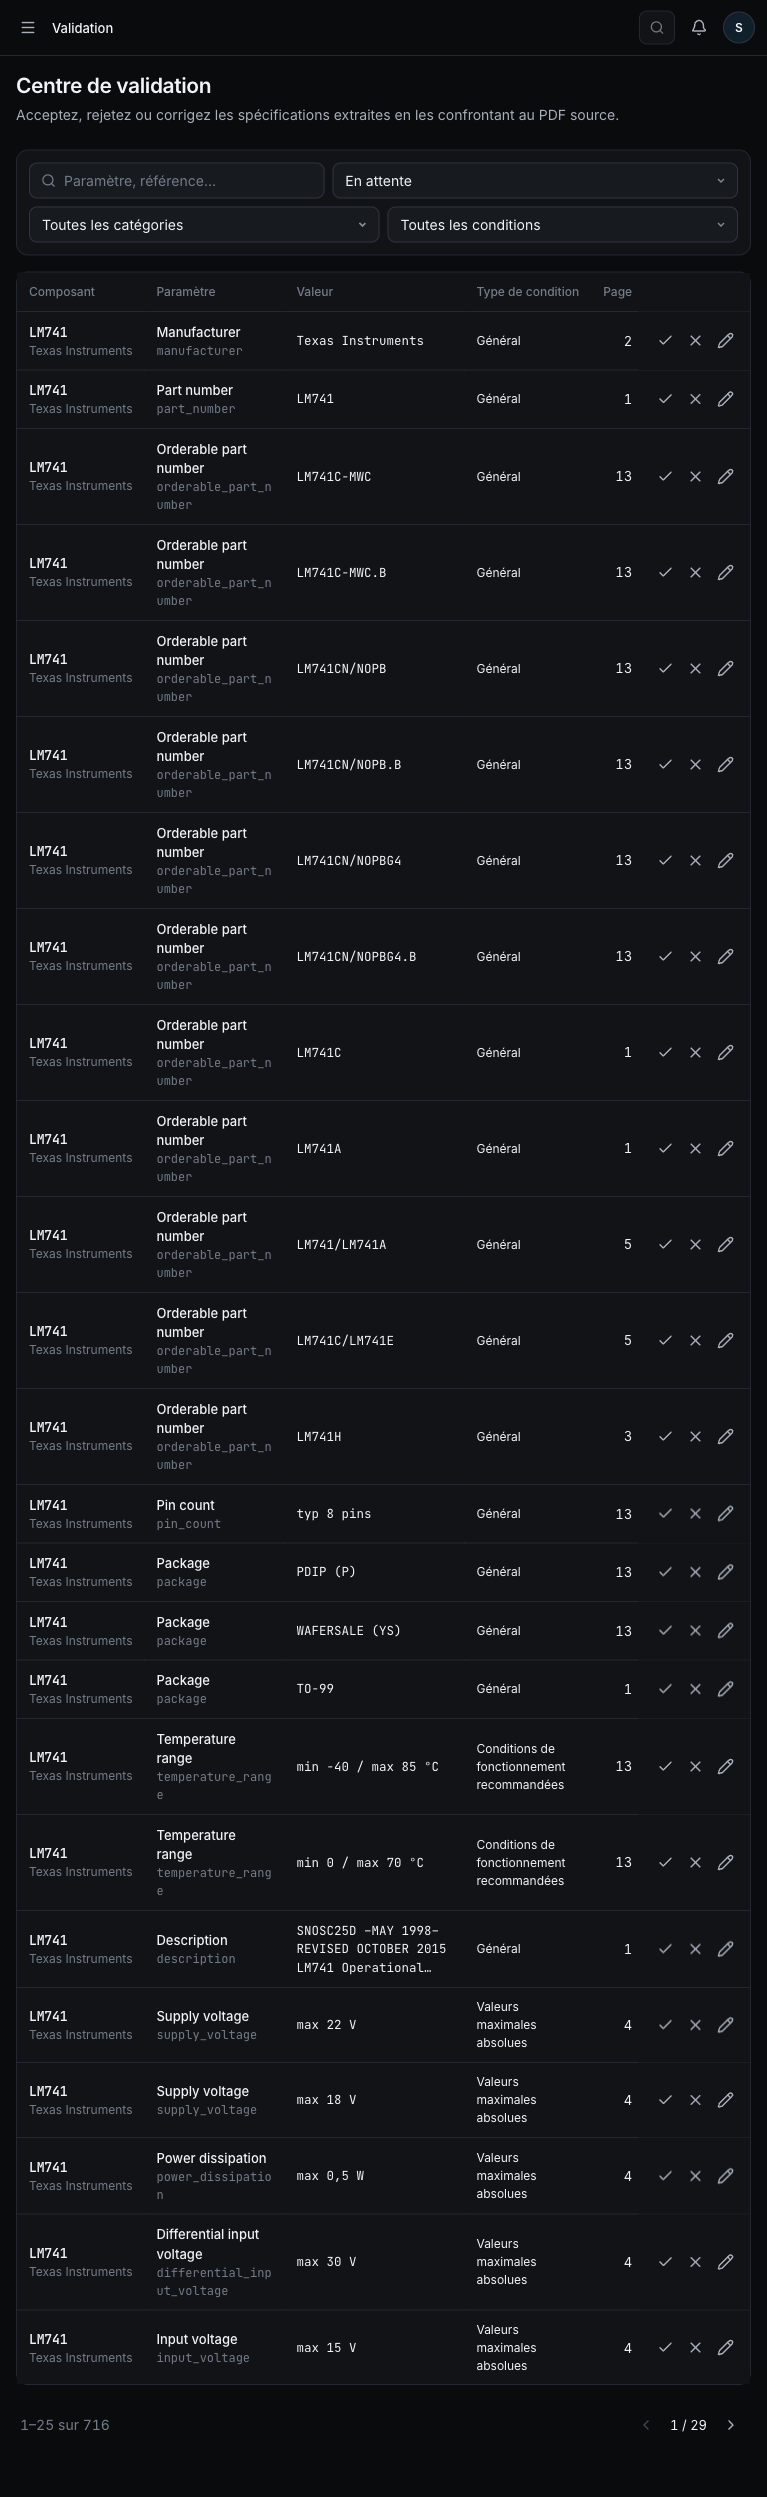 Validation
S
Centre de validation
Acceptez, rejetez ou corrigez les spécifications extraites en les confrontant au PDF source.
Paramètre, référence...
En attente
Toutes les catégories
Toutes les conditions
Composant Paramètre Valeur Type de condition Page
LM741 Manufacturer
Texas Instruments manufacturer
Texas Instruments Général 2
LM741 Part number
Texas Instruments part_number
LM741 Général 1
LM741
Texas Instruments
Orderable part
number
orderable_part_n
umber
LM741C-MWC Général 13
LM741
Texas Instruments
Orderable part
number
orderable_part_n
umber
LM741C-MWC.B Général 13
LM741
Texas Instruments
Orderable part
number
orderable_part_n
umber
LM741CN/NOPB Général 13
LM741
Texas Instruments
Orderable part
number
orderable_part_n
umber
LM741CN/NOPB.B Général 13
LM741
Texas Instruments
Orderable part
number
orderable_part_n
umber
LM741CN/NOPBG4 Général 13
LM741
Texas Instruments
Orderable part
number
orderable_part_n
umber
LM741CN/NOPBG4.B Général 13
LM741
Texas Instruments
Orderable part
number
orderable_part_n
umber
LM741C Général 1
LM741
Texas Instruments
Orderable part
number
orderable_part_n
umber
LM741A Général 1
LM741
Texas Instruments
Orderable part
number
orderable_part_n
umber
LM741/LM741A Général 5
LM741
Texas Instruments
Orderable part
number
orderable_part_n
umber
LM741C/LM741E Général 5
LM741
Texas Instruments
Orderable part
number
orderable_part_n
umber
LM741H Général 3
LM741 Pin count
Texas Instruments pin_count
typ 8 pins Général 13
LM741 Package
Texas Instruments package
PDIP (P) Général 13
LM741 Package
Texas Instruments package
WAFERSALE (YS) Général 13
LM741 Package
Texas Instruments package
TO-99 Général 1
LM741
Texas Instruments
Temperature
range
temperature_rang
e
min -40 / max 85 °C
Conditions de
fonctionnement
recommandées
13
LM741
Texas Instruments
Temperature
range
temperature_rang
e
min 0 / max 70 °C
Conditions de
fonctionnement
recommandées
13
LM741 Description
Texas Instruments description
SNOSC25D –MAY 1998–
REVISED OCTOBER 2015
LM741 Operational…
Général 1
LM741 Supply voltage
Texas Instruments supply_voltage
max 22 V
Valeurs
maximales
absolues
4
LM741 Supply voltage
Texas Instruments supply_voltage
max 18 V
Valeurs
maximales
absolues
4
LM741
Texas Instruments
Power dissipation
power_dissipatio
n
max 0,5 W
Valeurs
maximales
absolues
4
LM741
Texas Instruments
Differential input
voltage
differential_inp
ut_voltage
max 30 V
Valeurs
maximales
absolues
4
LM741 Input voltage
Texas Instruments input_voltage
max 15 V
Valeurs
maximales
absolues
4
1–25 sur 716
1 / 29